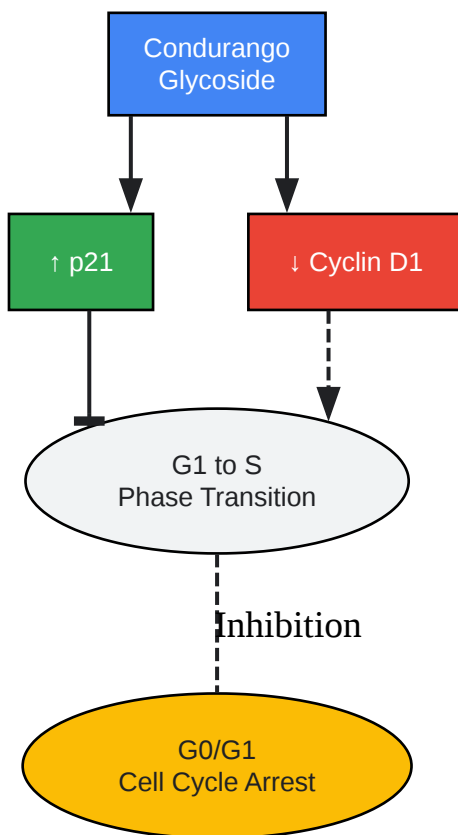 Condurango
Glycoside
↑ p21
↓ Cyclin D1
G1 to S
Phase Transition
Inhibition
G0/G1
Cell Cycle Arrest